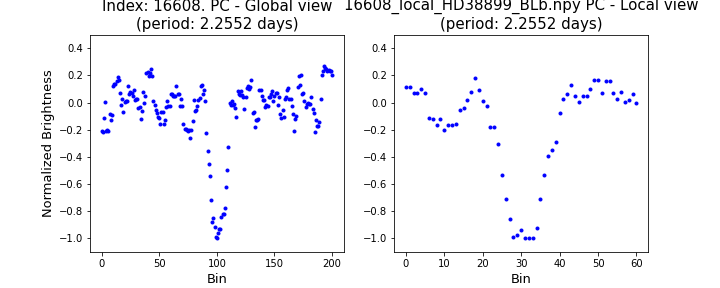 Index: 16608. PC - Global view
(period: 2.2552 days)
16608_local_HD38899_BLb.npy PC - Local view
(period: 2.2552 days)
Normalized Brightness
0.4
0.2
0.0
−0.2
−0.4
−0.6
−0.8
−1.0
0 50 100 150 200
Bin
0.4
0.2
0.0
−0.2
−0.4
−0.6
−0.8
−1.0
0 10 20 30 40 50 60
Bin